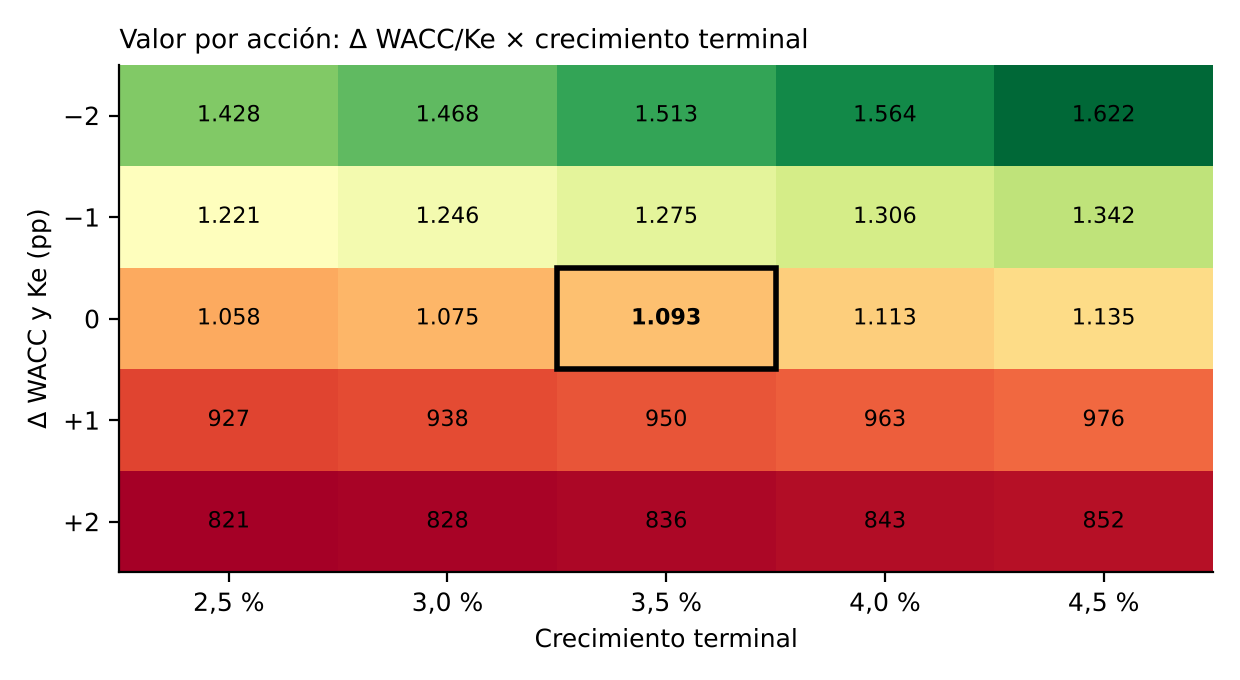 Valor por acción: Δ WACC/Ke × crecimiento terminal
Δ WACC y Ke (pp)
−2 1.428 1.468 1.513 1.564 1.622
−1 1.221 1.246 1.275 1.306 1.342
0 1.058 1.075 1.093 1.113 1.135
+1 927 938 950 963 976
+2 821 828 836 843 852
2,5 % 3,0 % 3,5 % 4,0 % 4,5 %
Crecimiento terminal